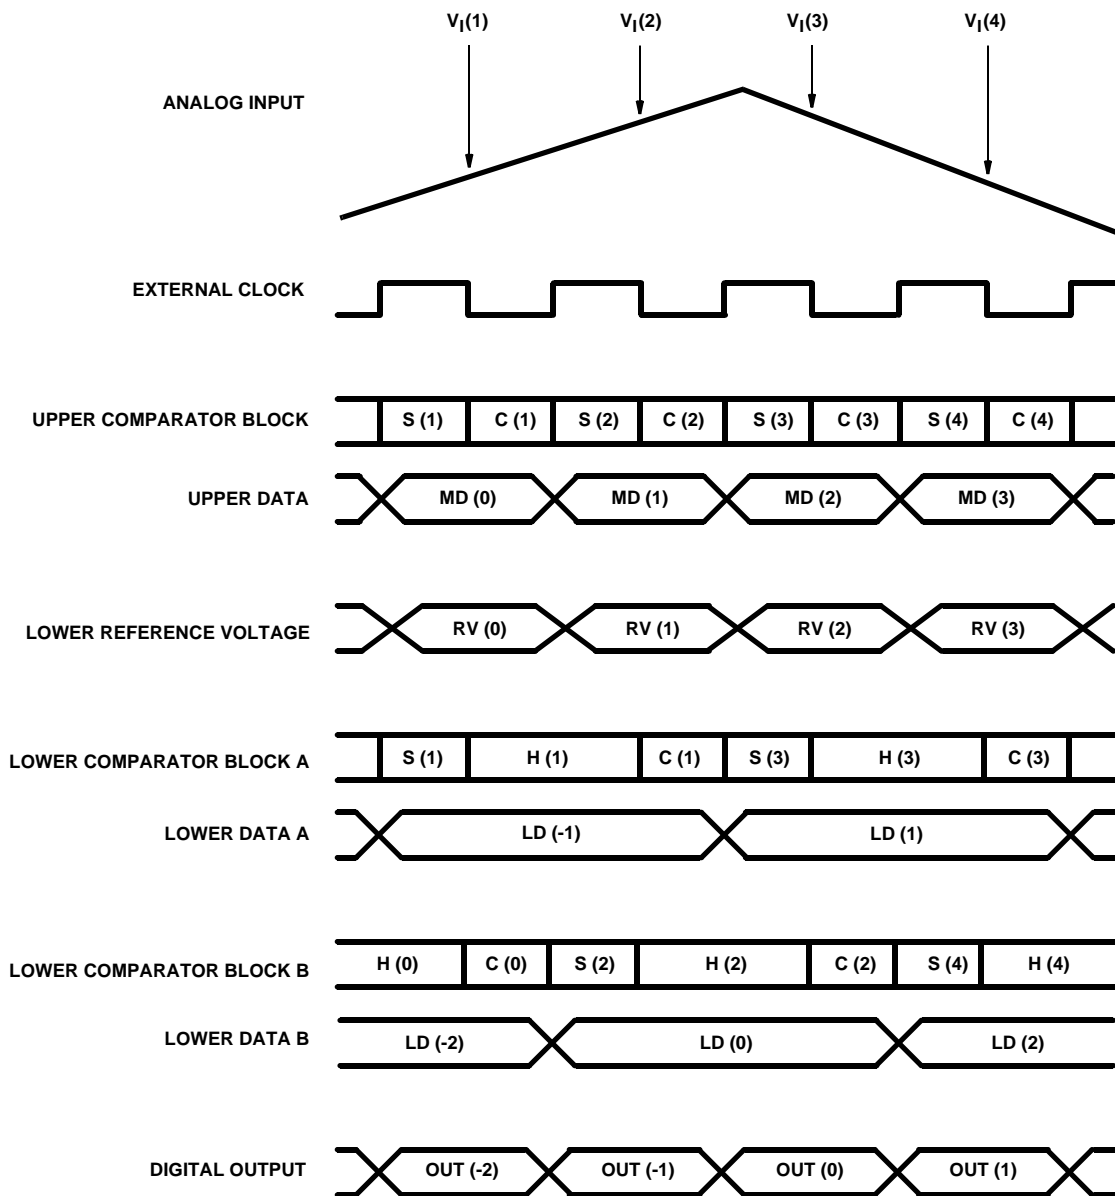 VI(1) VI(2) VI(3) VI(4)
ANALOG INPUT
EXTERNAL CLOCK
UPPER COMPARATOR BLOCK S (1) C (1) S (2) C (2) S (3) C (3) S (4) C (4)
UPPER DATA MD (0) MD (1) MD (2) MD (3)
LOWER REFERENCE VOLTAGE RV (0) RV (1) RV (2) RV (3)
LOWER COMPARATOR BLOCK A S (1) H (1) C (1) S (3) H (3) C (3)
LOWER DATA A LD (-1) LD (1)
LOWER COMPARATOR BLOCK B H (0) C (0) S (2) H (2) C (2) S (4) H (4)
LOWER DATA B LD (-2) LD (0) LD (2)
DIGITAL OUTPUT OUT (-2) OUT (-1) OUT (0) OUT (1)